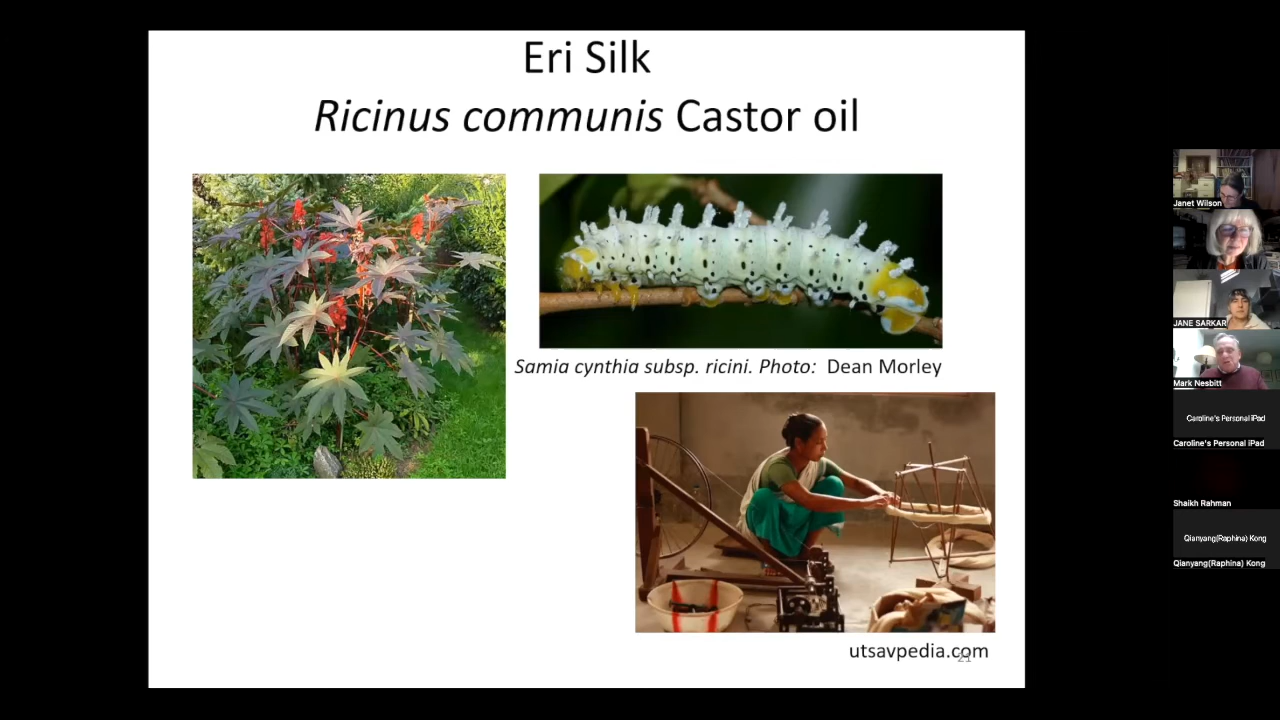 Eri Silk
Ricinus communis Castor oil
Samia cynthia subsp. ricini. Photo: Dean Morley
utsavpedia.com
21
Janet Wilson
JANE SARKAR
Mark Nesbitt
Caroline's Personal iPad
Caroline's Personal iPad
Shaikh Rahman
Qianyang(Raphina) Kong
Qianyang(Raphina) Kong